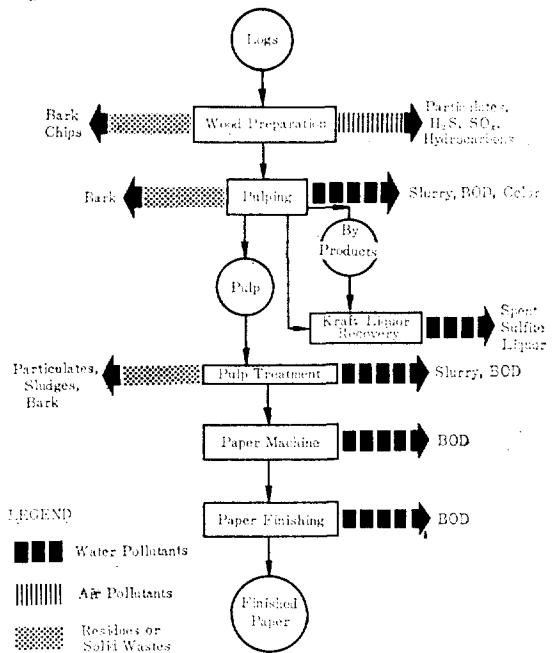 Logs
Bark
Chips
Wood Preparation
Particulates,
H₂S, SO₂,
Hydrocarbons
Bark
Pulping
Slurry, BOD, Color
By
Products
Pulp
Kraft Liquor
Recovery
Spent
Sulfite
Liquor
Particulates,
Sludges,
Bark
Pulp Treatment
Slurry, BOD
Paper Machine
BOD
Paper Finishing
BOD
LEGEND
Water Pollutants
Air Pollutants
Residues or
Solid Wastes
Finished
Paper